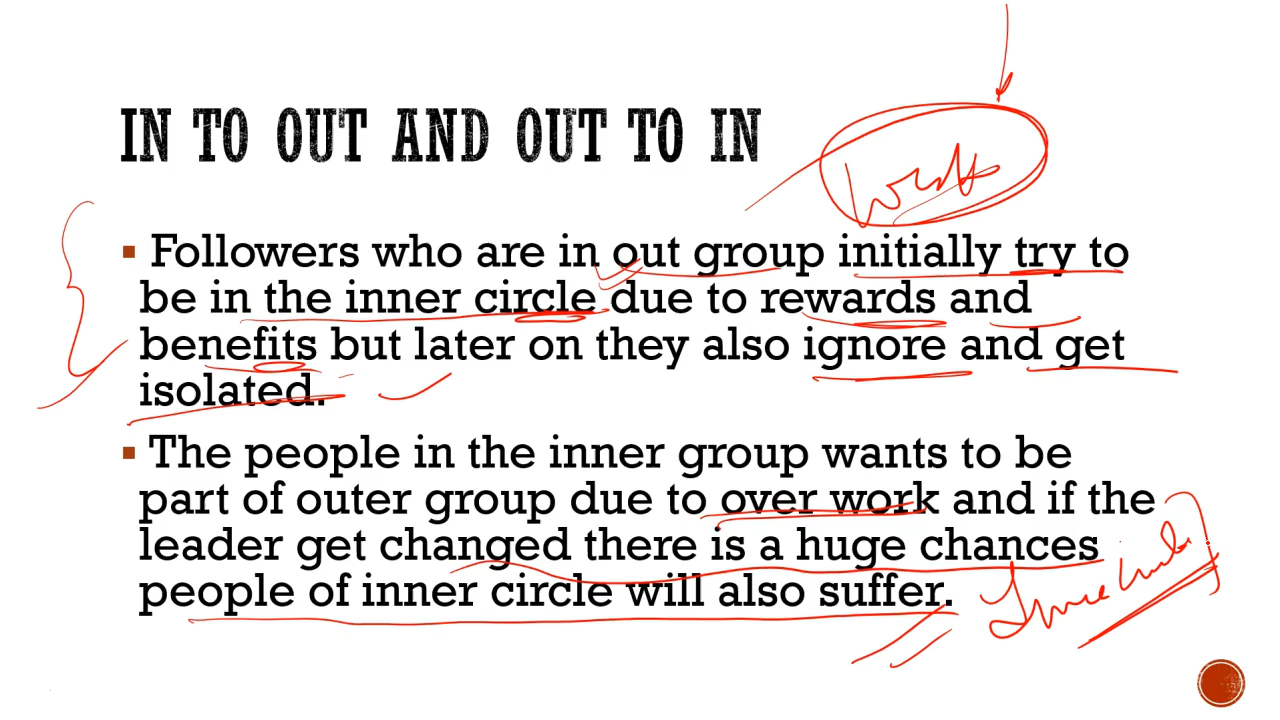 IN TO OUT AND OUT TO IN
Followers who are in out group initially try to
be in the inner circle due to rewards and
benefits but later on they also ignore and get
isolated.
The people in the inner group wants to be
part of outer group due to over work and if the
leader get changed there is a huge chances
people of inner circle will also suffer.